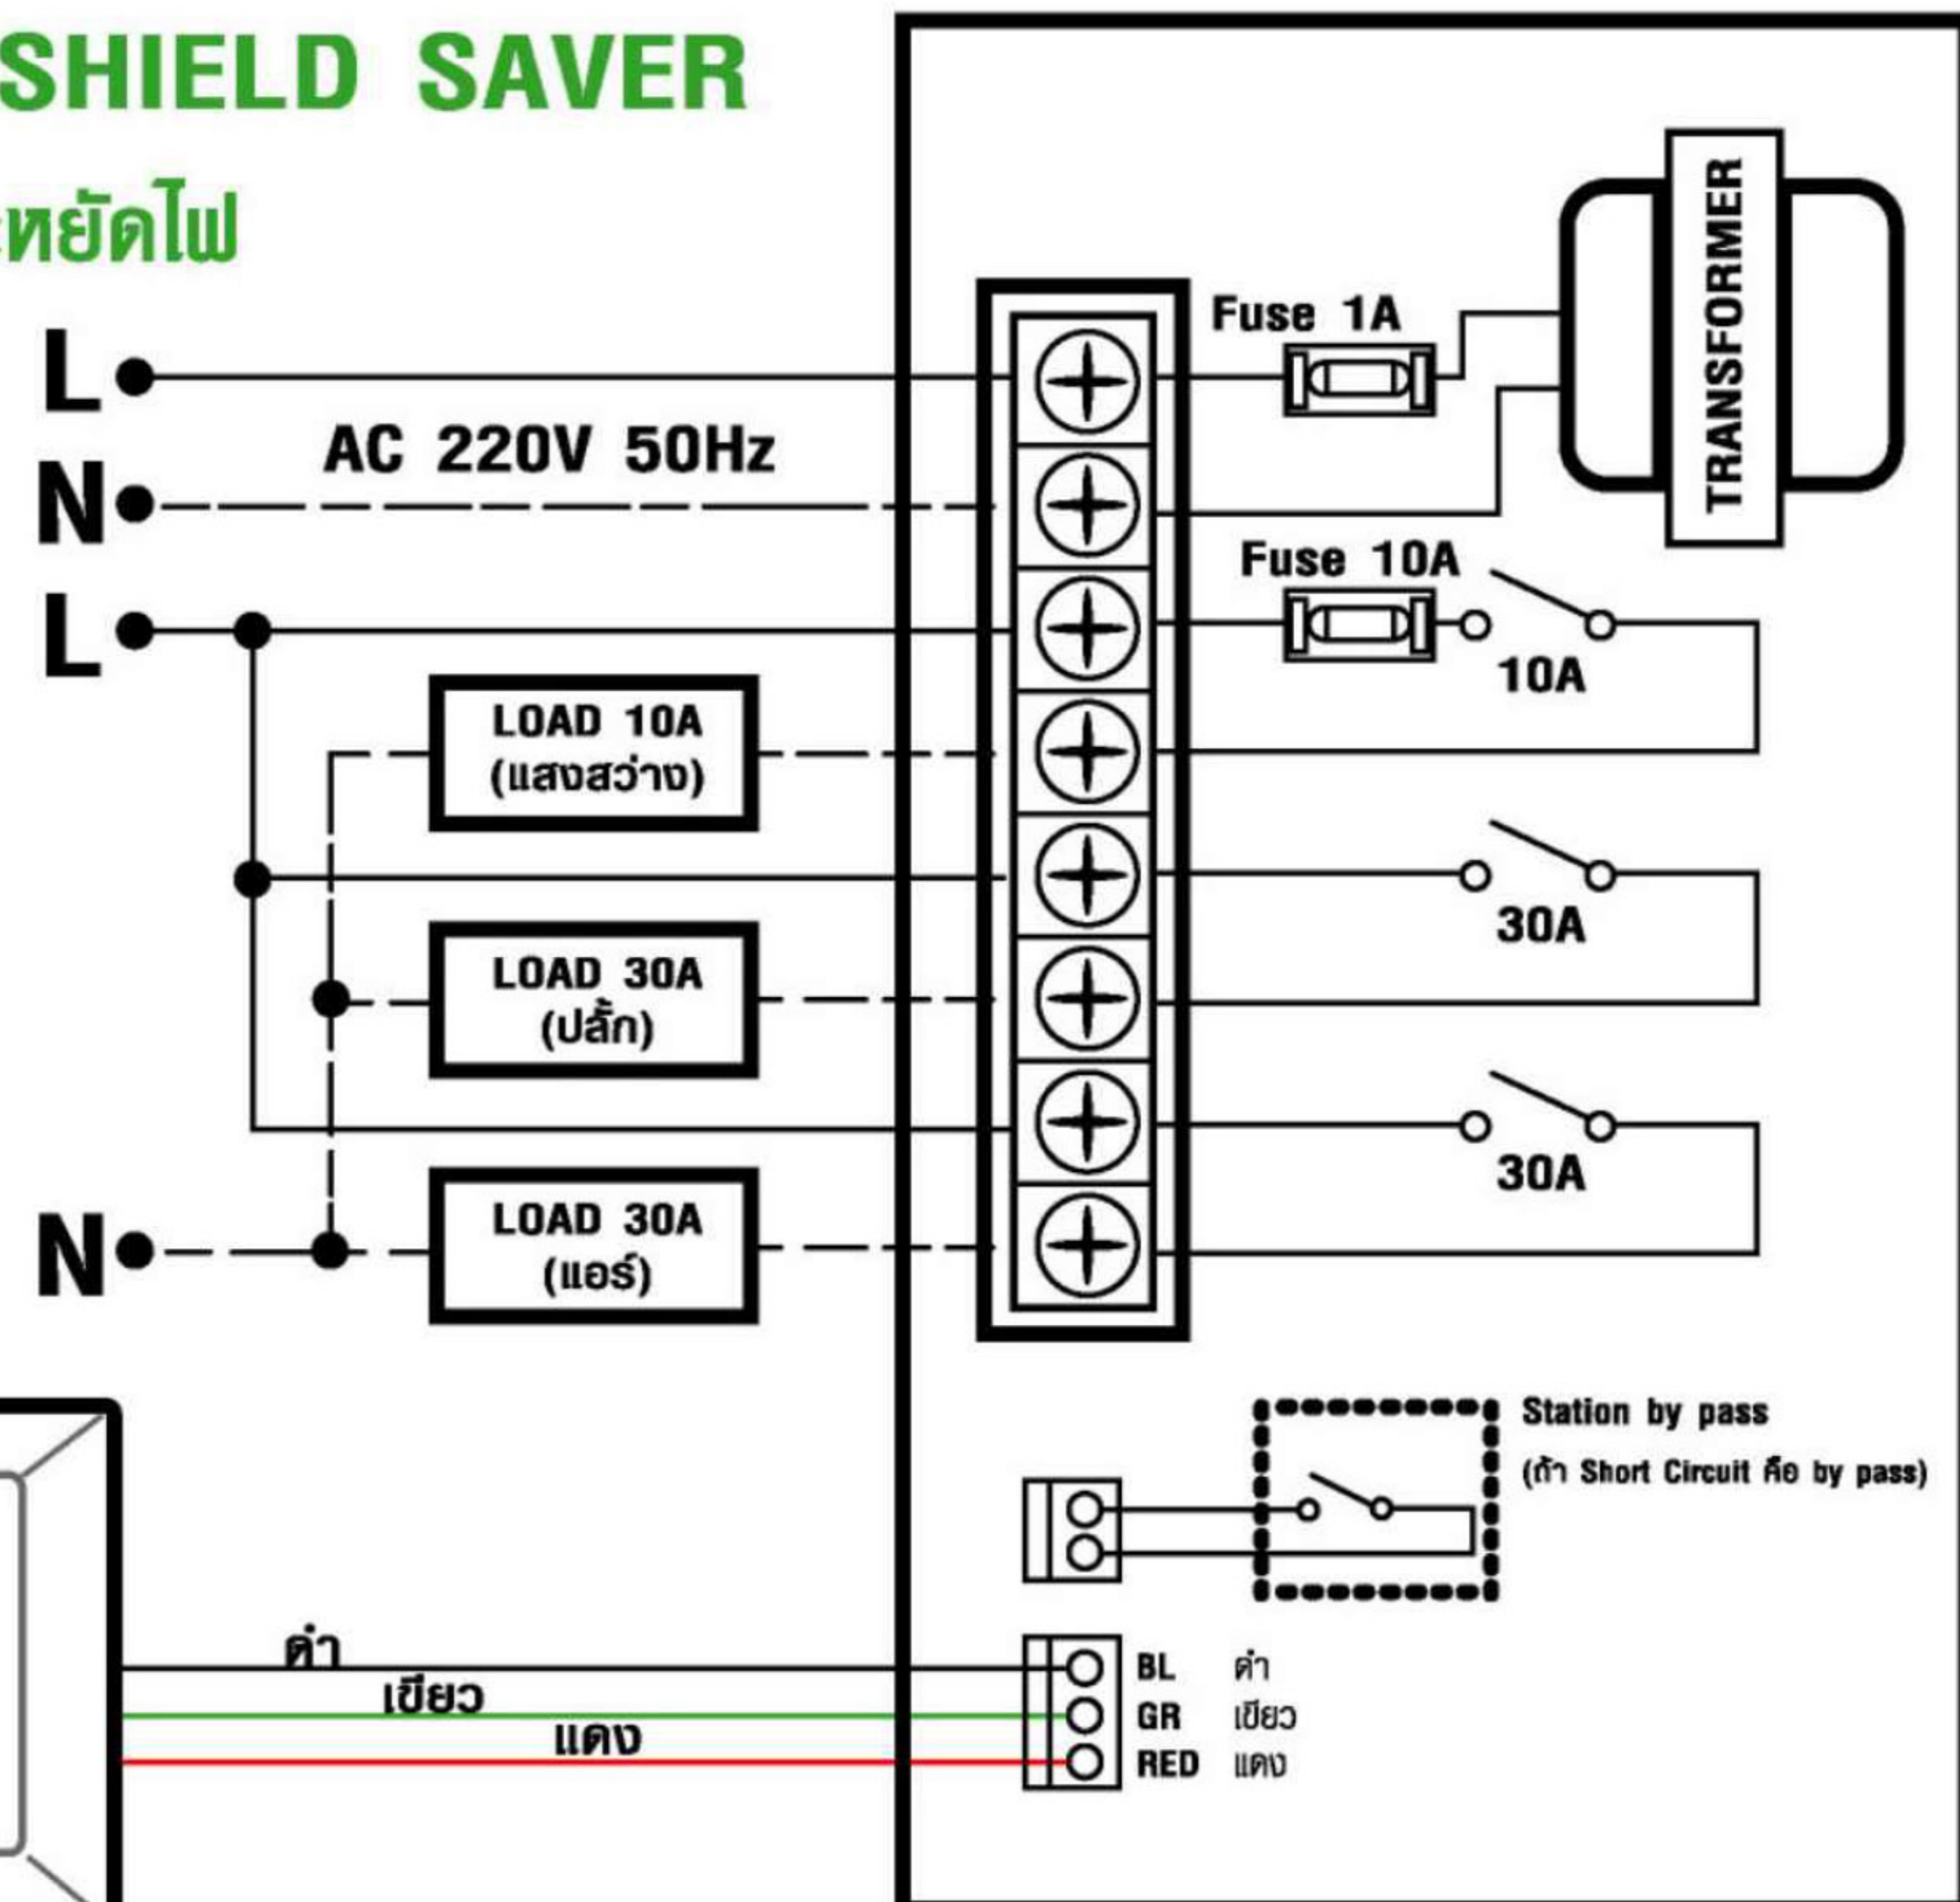 SHIELD SAVER
ะหยัดไฟ
L
AC 220V 50Hz
N
L
LOAD 10A
(แสงสว่าง)
LOAD 30A
(ปลั้ก)
LOAD 30A
(แอร์)
N
Fuse 1A
TRANSFORMER
Fuse 10A
10A
30A
30A
Station by pass
(ถ้า Short Circuit คือ by pass)
ดำ
เขียว
แดง
BL ดำ
GR เขียว
RED แดง